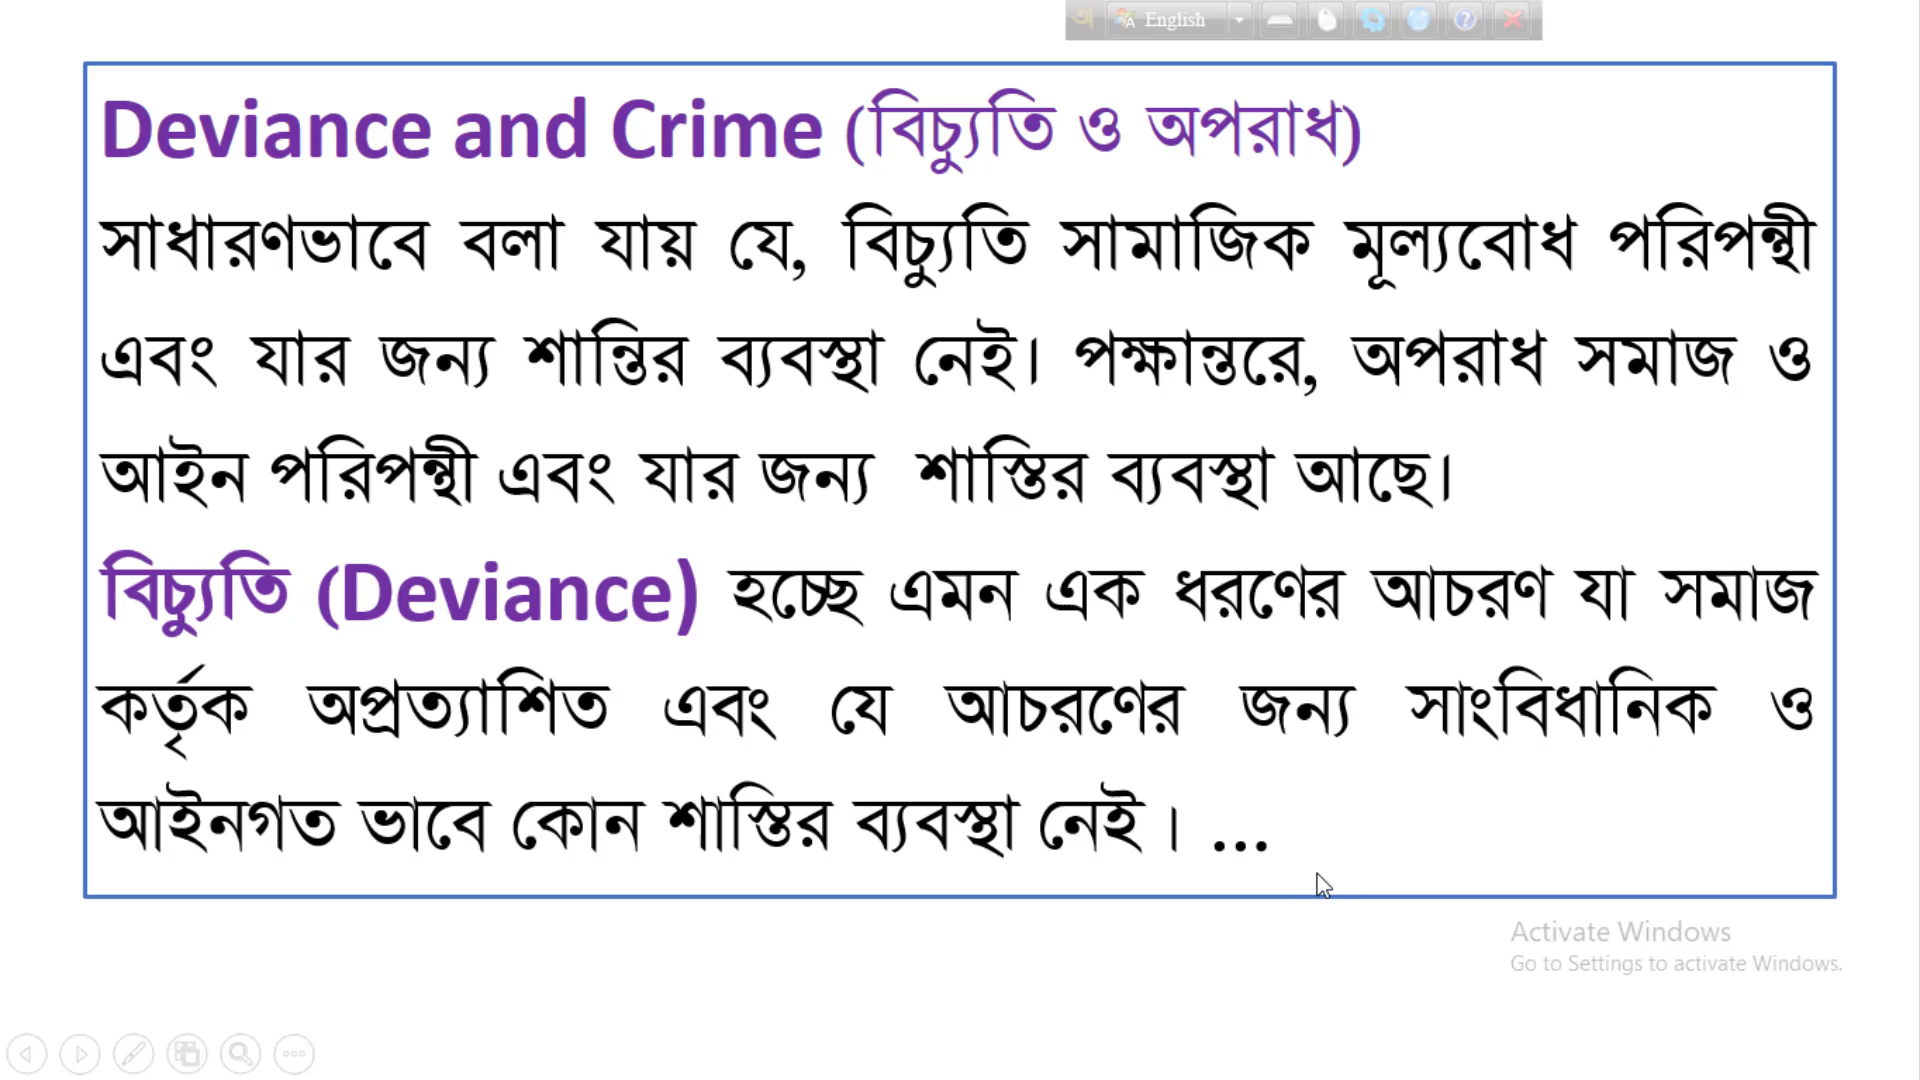 English
Deviance and Crime (বিচ্যুতি ও অপরাধ)
সাধারণভাবে বলা যায় যে, বিচ্যুতি সামাজিক মূল্যবোধ পরিপন্থী
এবং যার জন্য শান্তির ব্যবস্থা নেই। পক্ষান্তরে, অপরাধ সমাজ ও
আইন পরিপন্থী এবং যার জন্য শাস্তির ব্যবস্থা আছে।
বিচ্যুতি (Deviance) হচ্ছে এমন এক ধরণের আচরণ যা সমাজ
কর্তৃক অপ্রত্যাশিত এবং যে আচরণের জন্য সাংবিধানিক ও
আইনগত ভাবে কোন শাস্তির ব্যবস্থা নেই । ...
Activate Windows
Go to Settings to activate Windows.